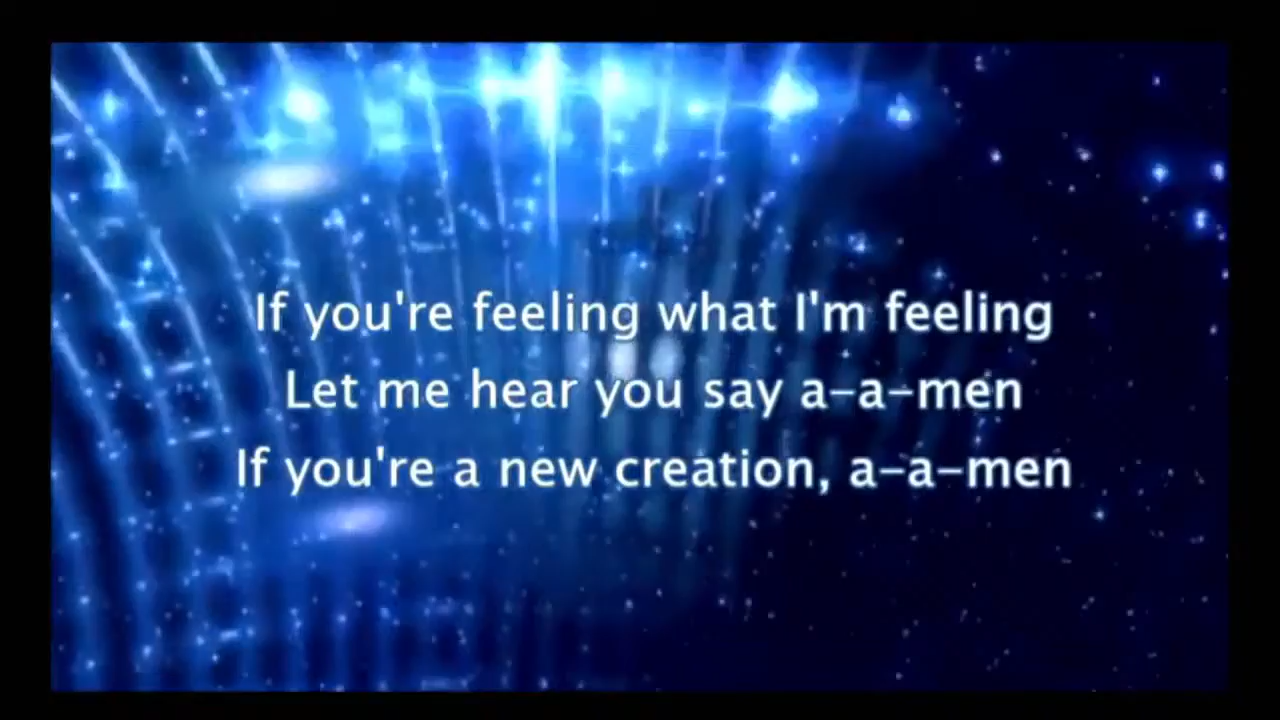 If you're feeling what I'm feeling
Let me hear you say a-a-men
If you're a new creation, a-a-men